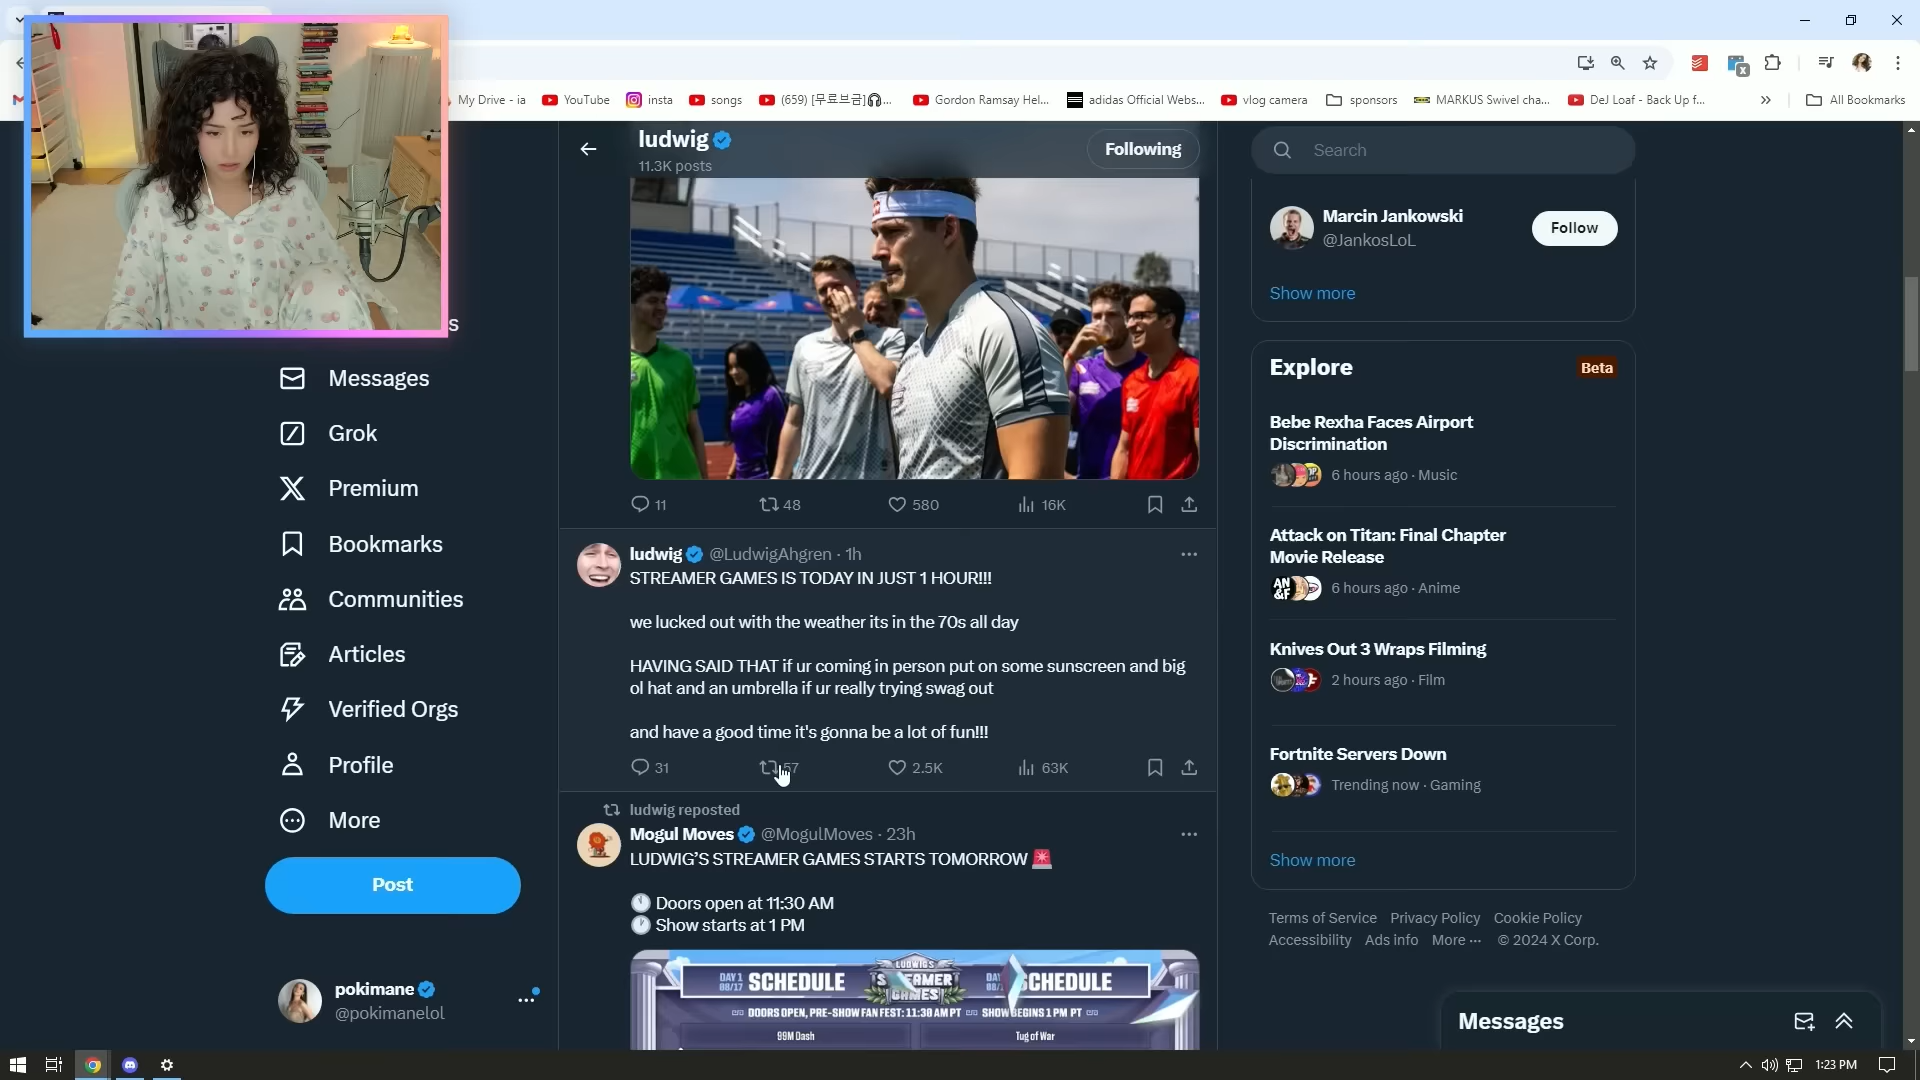 My Drive - ia
YouTube
insta
songs
(659) [무료브금]🎧...
Gordon Ramsay Hel...
adidas Official Webs...
vlog camera
sponsors
MARKUS Swivel cha...
DeJ Loaf - Back Up f...
»
All Bookmarks
s
Messages
Grok
Premium
Bookmarks
Communities
Articles
Verified Orgs
Profile
More
Post
pokimane
@pokimanelol
ludwig
11.3K posts
Following
11 48 580 16K
ludwig @LudwigAhgren · 1h
STREAMER GAMES IS TODAY IN JUST 1 HOUR!!!
we lucked out with the weather its in the 70s all day
HAVING SAID THAT if ur coming in person put on some sunscreen and big
ol hat and an umbrella if ur really trying swag out
and have a good time it's gonna be a lot of fun!!!
31 57 2.5K 63K
ludwig reposted
Mogul Moves @MogulMoves · 23h
LUDWIG’S STREAMER GAMES STARTS TOMORROW 🚨
🕚 Doors open at 11:30 AM
🕐 Show starts at 1 PM
DAY 1
08/17
SCHEDULE
LUDWIG'S
STREAMER
GAMES
DAY
08/
SCHEDULE
DOORS OPEN, PRE-SHOW FAN FEST: 11:30 AM PT
SHOW BEGINS 1 PM PT
99M Dash
Tug of War
Search
Marcin Jankowski
@JankosLoL
Follow
Show more
Explore
Beta
Bebe Rexha Faces Airport
Discrimination
6 hours ago · Music
Attack on Titan: Final Chapter
Movie Release
AN
&F
6 hours ago · Anime
Knives Out 3 Wraps Filming
2 hours ago · Film
Fortnite Servers Down
Trending now · Gaming
Show more
Terms of Service Privacy Policy Cookie Policy
Accessibility Ads info More ··· © 2024 X Corp.
Messages
1:23 PM